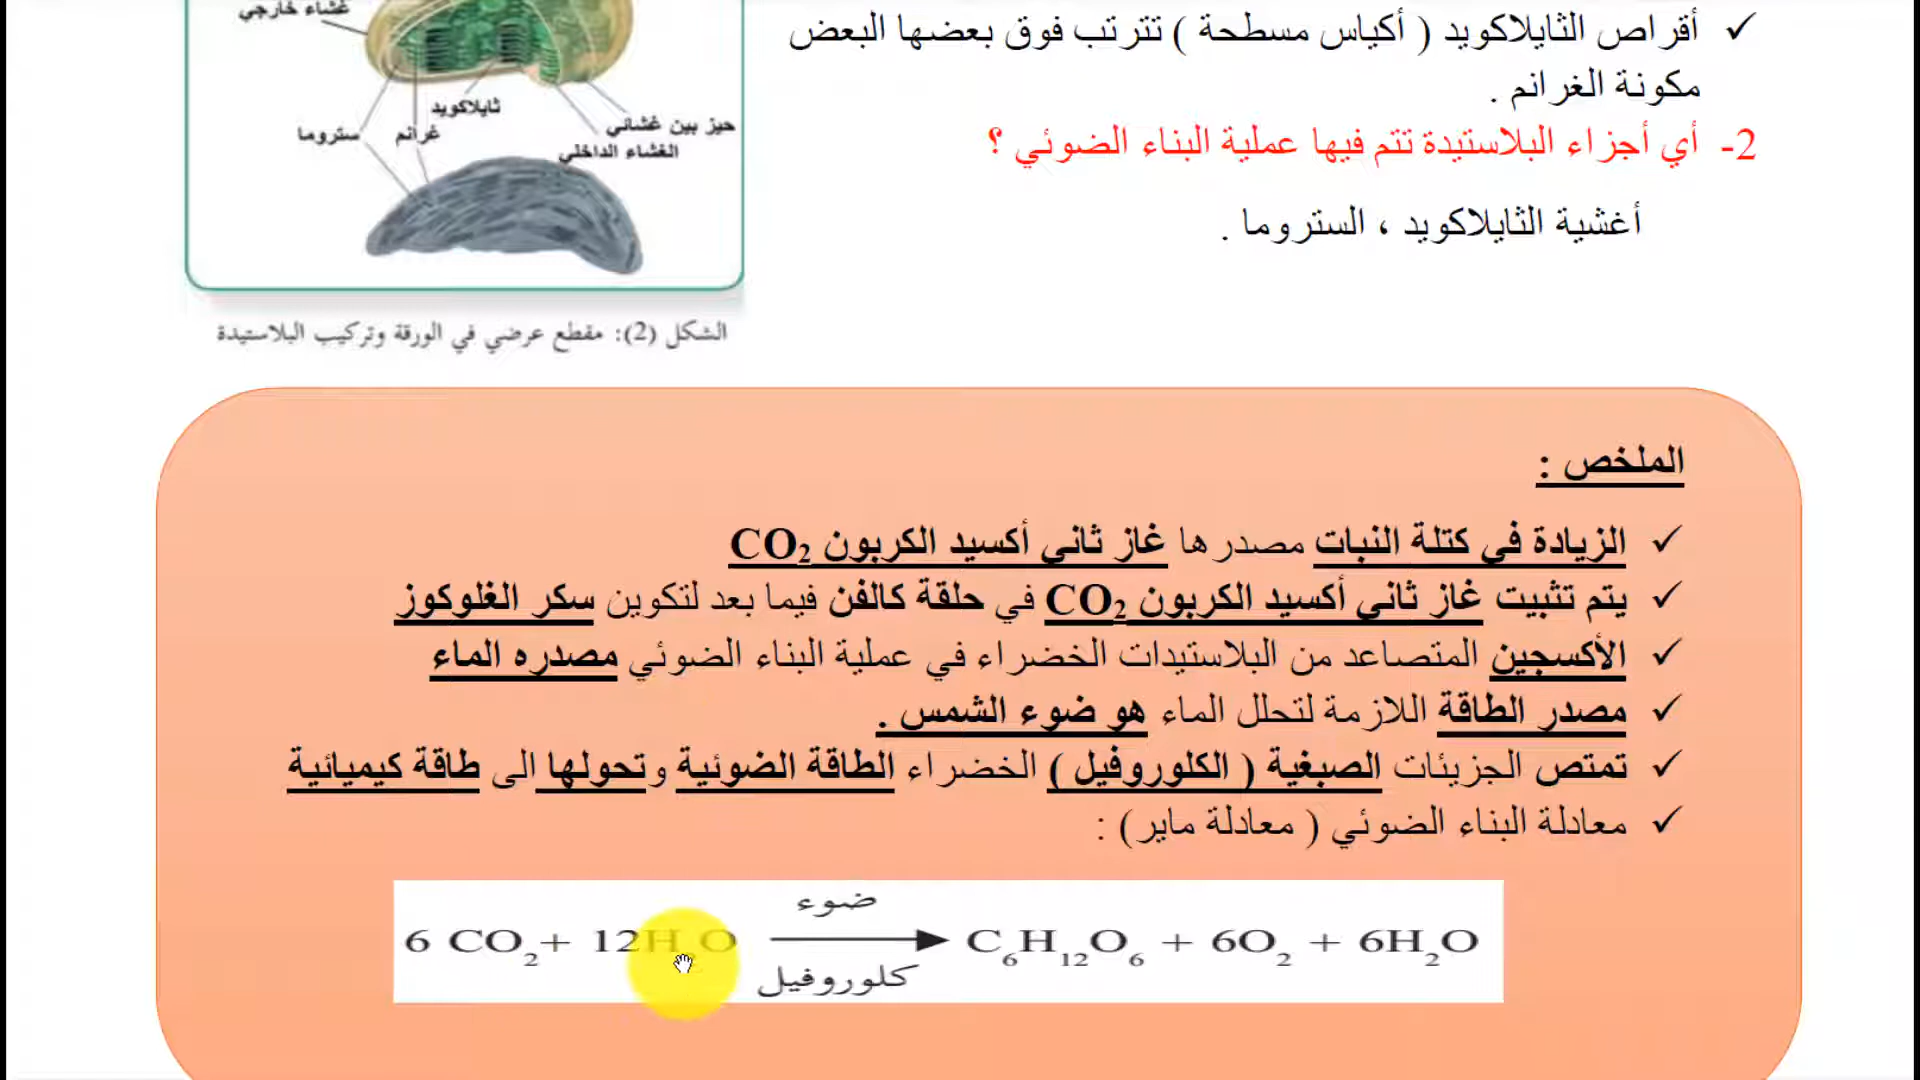 ✓ أقراص الثايلاكويد ( أكياس مسطحة ) تترتب فوق بعضها البعض
مكونة الغرانم .
2- أي أجزاء البلاستيدة تتم فيها عملية البناء الضوئي ؟
أغشية الثايلاكويد ، الستروما .
غشاء خارجي
ثايلاكويد
حيز بين غشائي
غرانم
ستروما
الغشاء الداخلي
الشكل (2): مقطع عرضي في الورقة وتركيب البلاستيدة
الملخص :
✓ الزيادة في كتلة النبات مصدرها غاز ثاني أكسيد الكربون CO₂
✓ يتم تثبيت غاز ثاني أكسيد الكربون CO₂ في حلقة كالفن فيما بعد لتكوين سكر الغلوكوز
✓ الأكسجين المتصاعد من البلاستيدات الخضراء في عملية البناء الضوئي مصدره الماء
✓ مصدر الطاقة اللازمة لتحلل الماء هو ضوء الشمس .
✓ تمتص الجزيئات الصبغية ( الكلوروفيل ) الخضراء الطاقة الضوئية وتحولها الى طاقة كيميائية
✓ معادلة البناء الضوئي ( معادلة ماير) :
ضوء
6 CO₂ + 12H₂O → C₆H₁₂O₆ + 6O₂ + 6H₂O
كلوروفيل